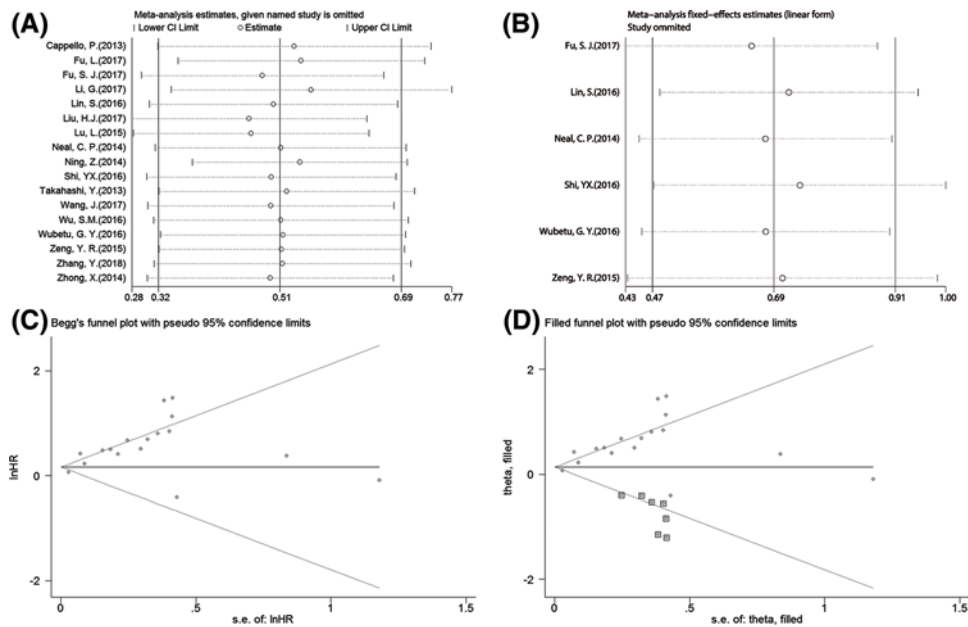 (A)
Meta-analysis estimates, given named study is omitted
Lower CI Limit Estimate Upper CI Limit
Cappello, P.(2013)
Fu, L.(2017)
Fu, S. J.(2017)
Li, G.(2017)
Lin, S.(2016)
Liu, H.J.(2017)
Lu, L.(2015)
Neal, C. P.(2014)
Ning, Z.(2014)
Shi, YX.(2016)
Takahashi, Y.(2013)
Wang, J.(2017)
Wu, S.M.(2016)
Wubetu, G. Y.(2016)
Zeng, Y. R.(2015)
Zhang, Y.(2018)
Zhong, X.(2014)
0.28 0.32 0.51 0.69 0.77
(B)
Meta-analysis fixed-effects estimates (linear form)
Study ommited
Fu, S. J.(2017)
Lin, S.(2016)
Neal, C. P.(2014)
Shi, YX.(2016)
Wubetu, G. Y.(2016)
Zeng, Y. R.(2015)
0.43 0.47 0.69 0.91 1.00
(C)
Begg's funnel plot with pseudo 95% confidence limits
lnHR
2
0
-2
0 .5 1 1.5
s.e. of: lnHR
(D)
Filled funnel plot with pseudo 95% confidence limits
theta, filled
2
0
-2
0 .5 1 1.5
s.e. of: theta, filled